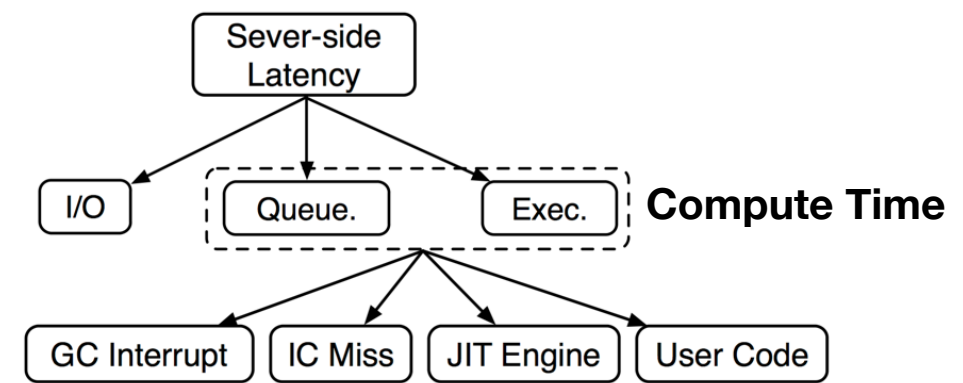 Sever-side
Latency
I/O
Queue.
Exec.
Compute Time
GC Interrupt
IC Miss
JIT Engine
User Code